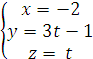 x = −2
y = 3t − 1
z = t